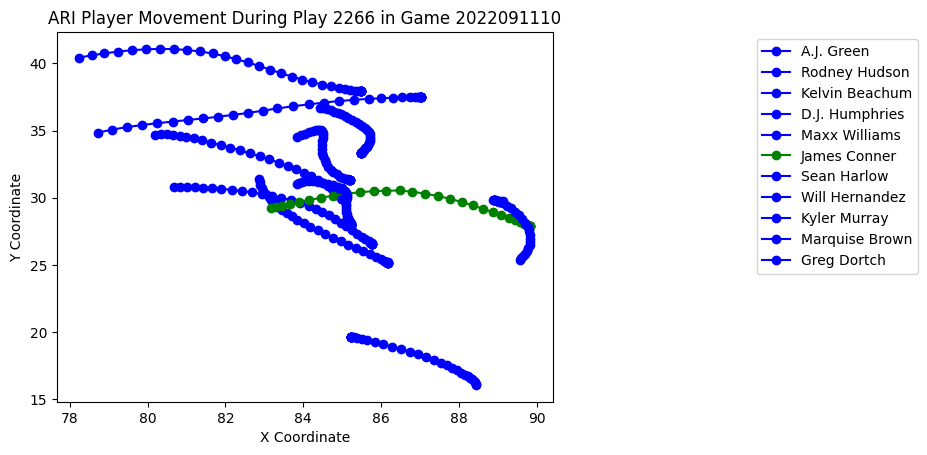 ARI Player Movement During Play 2266 in Game 2022091110
Y Coordinate
40
35
30
25
20
15
78 80 82 84 86 88 90
X Coordinate
A.J. Green
Rodney Hudson
Kelvin Beachum
D.J. Humphries
Maxx Williams
James Conner
Sean Harlow
Will Hernandez
Kyler Murray
Marquise Brown
Greg Dortch